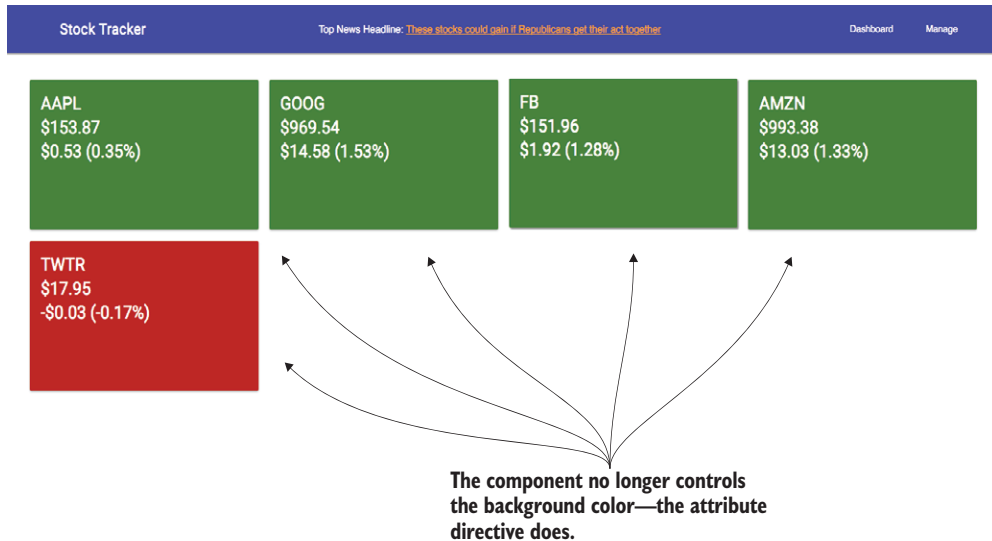 Stock Tracker
Top News Headline: These stocks could gain if Republicans get their act together
Dashboard
Manage
AAPL
$153.87
$0.53 (0.35%)
GOOG
$969.54
$14.58 (1.53%)
FB
$151.96
$1.92 (1.28%)
AMZN
$993.38
$13.03 (1.33%)
TWTR
$17.95
-$0.03 (-0.17%)
The component no longer controls
the background color—the attribute
directive does.